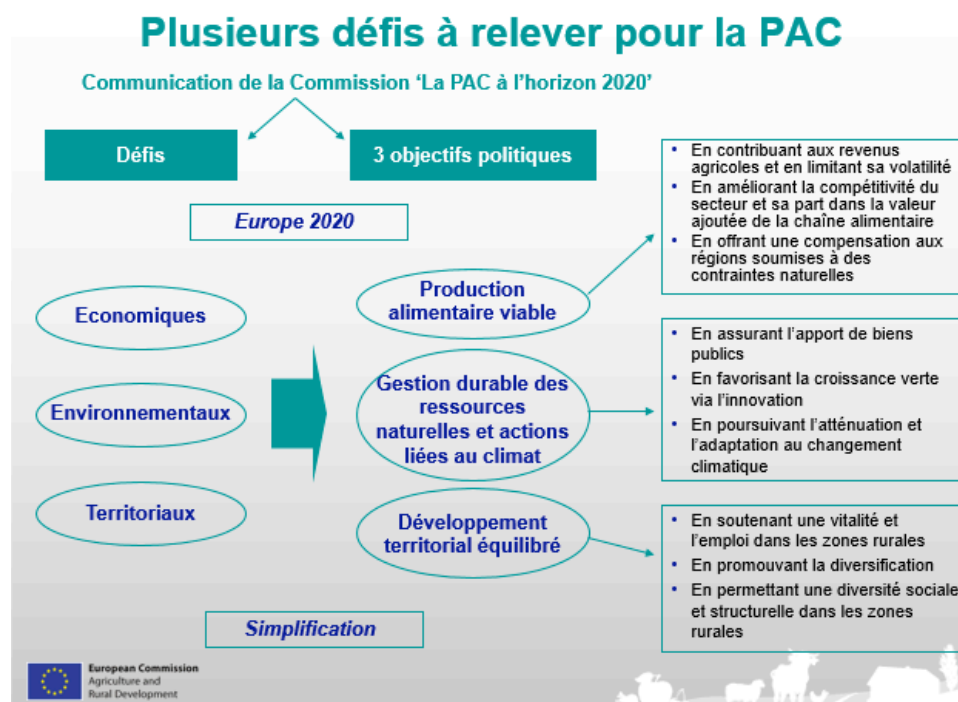 Plusieurs défis à relever pour la PAC
Communication de la Commission ‘La PAC à l’horizon 2020’
Défis
3 objectifs politiques
Europe 2020
Economiques
Environnementaux
Territoriaux
Production
alimentaire viable
Gestion durable des
ressources
naturelles et actions
liées au climat
Développement
territorial équilibré
• En contribuant aux revenus
agricoles et en limitant sa volatilité
• En améliorant la compétitivité du
secteur et sa part dans la valeur
ajoutée de la chaîne alimentaire
• En offrant une compensation aux
régions soumises à des
contraintes naturelles
• En assurant l’apport de biens
publics
• En favorisant la croissance verte
via l’innovation
• En poursuivant l’atténuation et
l’adaptation au changement
climatique
• En soutenant une vitalité et
l’emploi dans les zones rurales
• En promouvant la diversification
• En permettant une diversité sociale
et structurelle dans les zones
rurales
Simplification
European Commission
Agriculture and
Rural Development